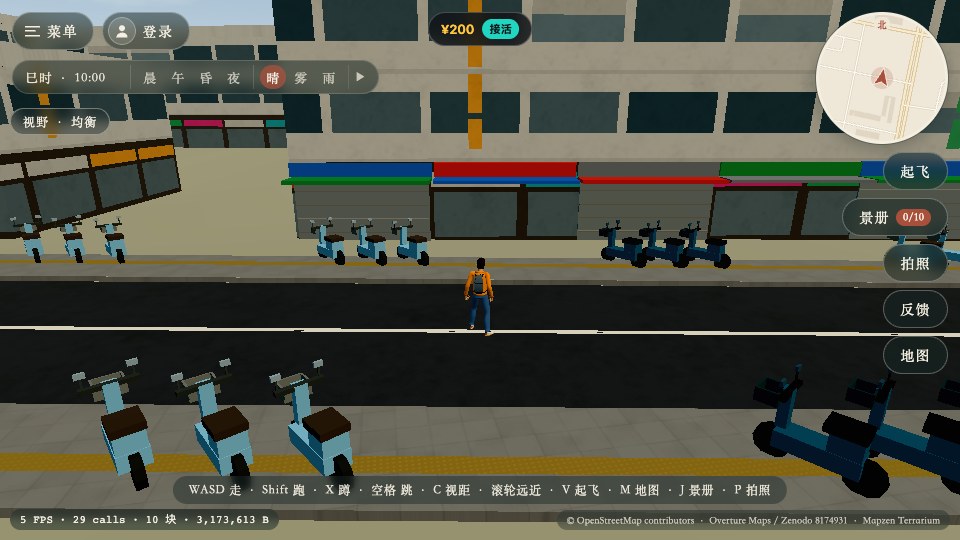 菜单
登录
¥200 接活
北
巳时 · 10:00 晨 午 昏 夜 晴 雾 雨
视野 · 均衡
起飞
景册 0/10
拍照
反馈
地图
WASD 走 · Shift 跑 · X 蹲 · 空格 跳 · C 视距 · 滚轮远近 · V 起飞 · M 地图 · J 景册 · P 拍照
5 FPS · 29 calls · 10 块 · 3,173,613 B
© OpenStreetMap contributors · Overture Maps / Zenodo 8174931 · Mapzen Terrarium